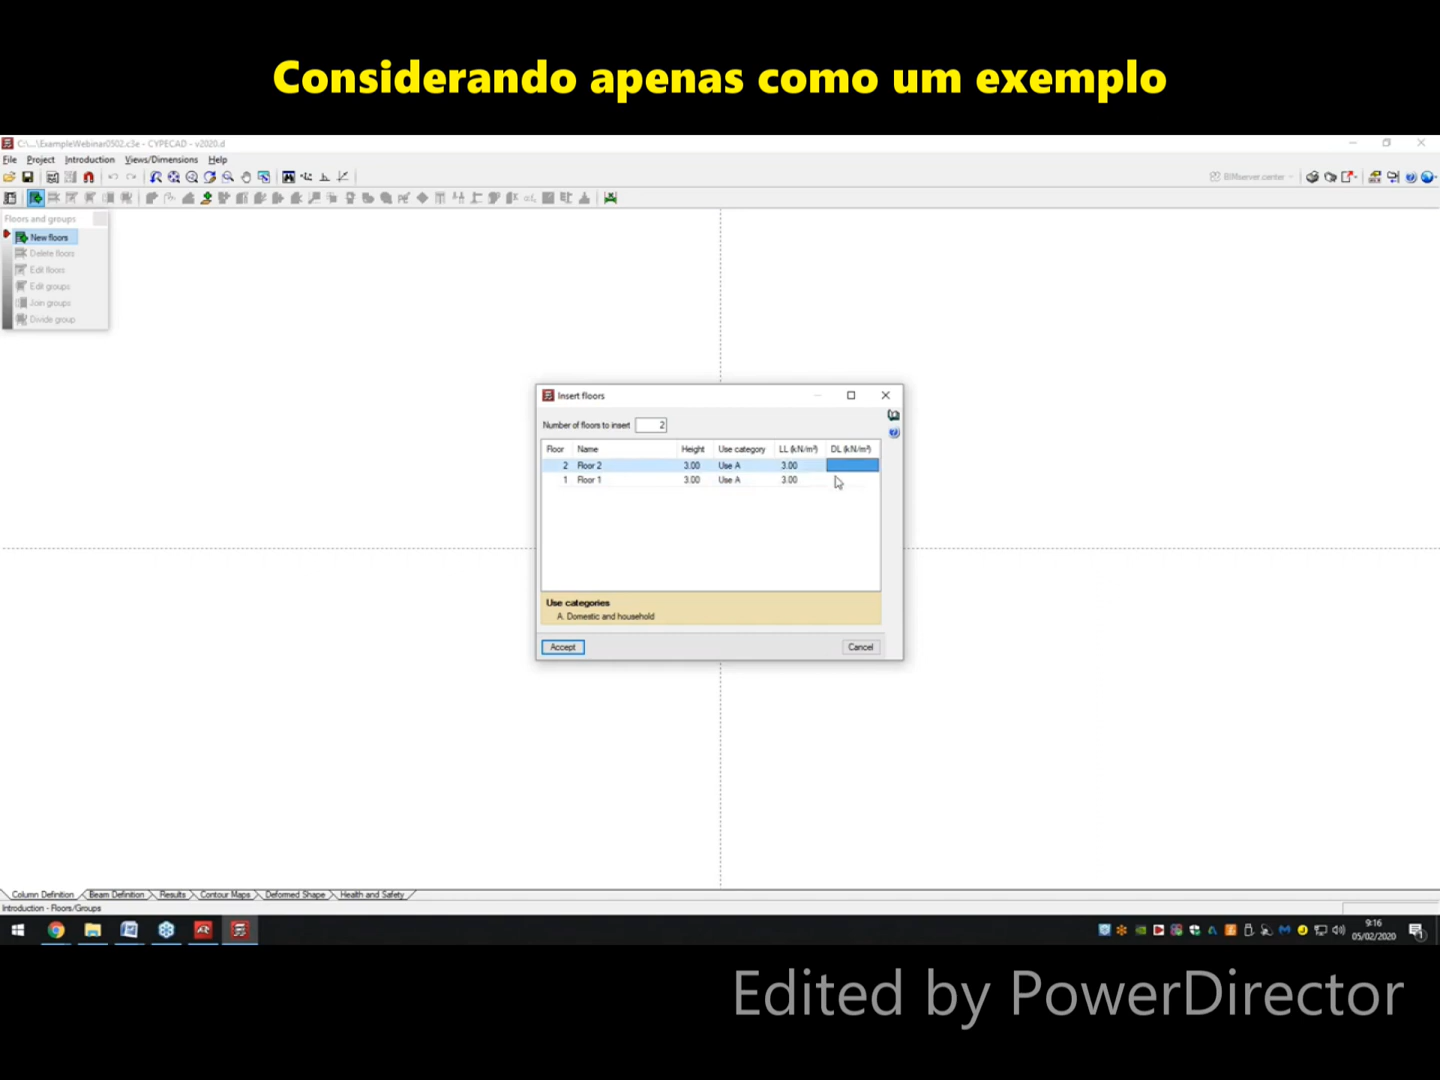 Considerando apenas como um exemplo
C:\...\ExampleWebinar0502.c3e - CYPECAD - v2020.d
File Project Introduction Views/Dimensions Help
BIMserver.center
Floors and groups
New floors
Delete floors
Edit floors
Edit groups
Join groups
Divide group
Insert floors
Number of floors to insert 2
Floor Name Height Use category LL (kN/m²) DL (kN/m²)
2 Floor 2 3.00 Use A 3.00
1 Floor 1 3.00 Use A 3.00
Use categories
A. Domestic and household
Accept Cancel
Column Definition Beam Definition Results Contour Maps Deformed Shape Health and Safety
Introduction - Floors/Groups
9:16
05/02/2020
Edited by PowerDirector